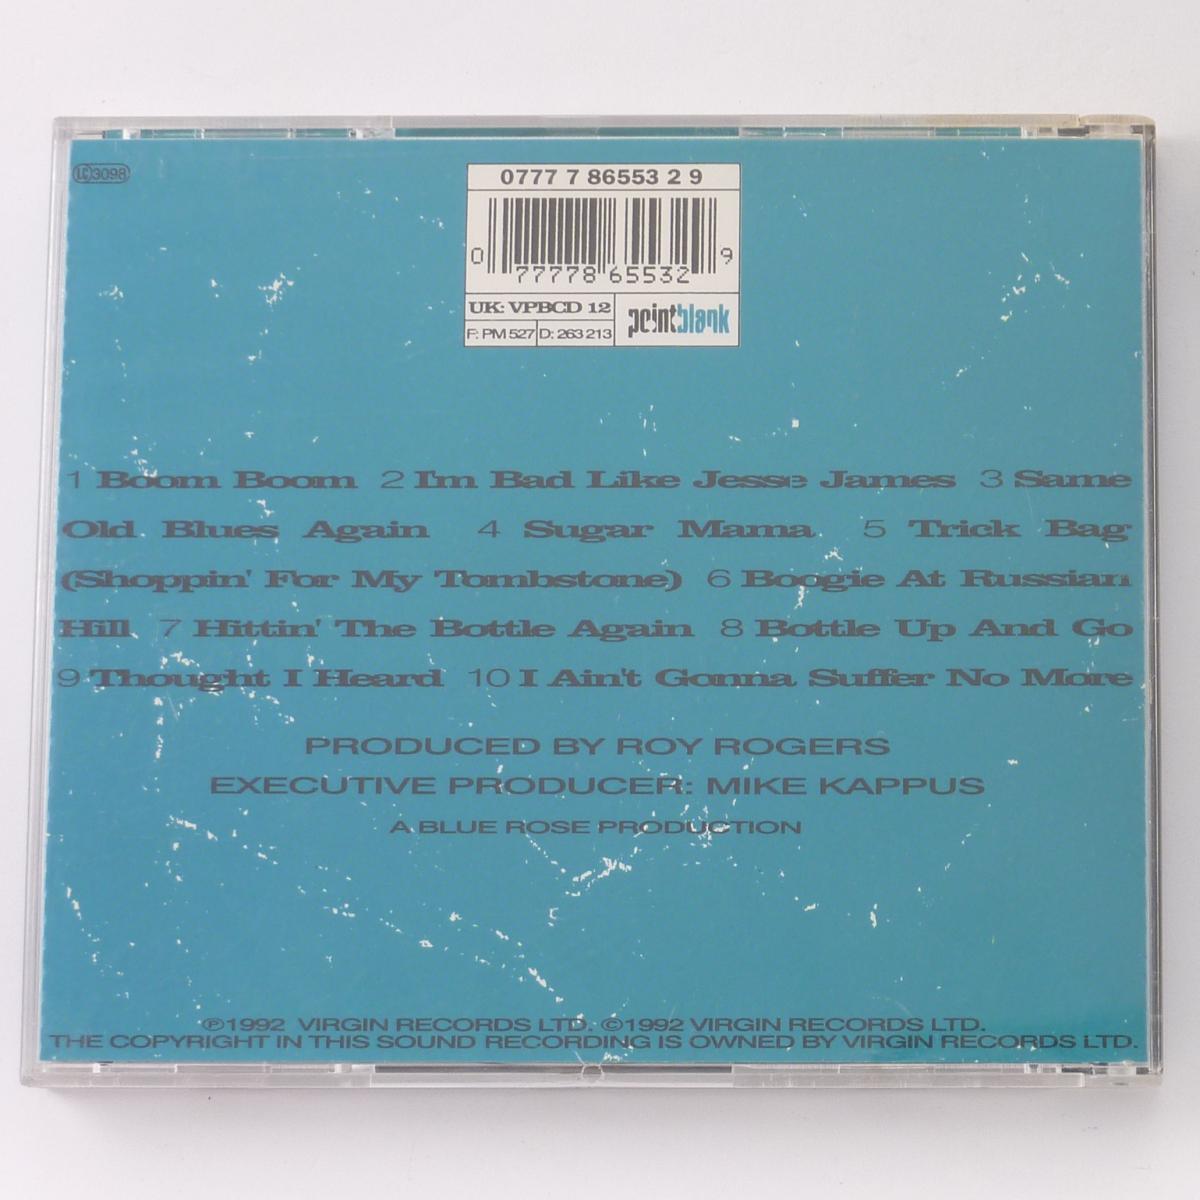 LC 3098
0777 7 86553 2 9
0 77778 65532 9
UK: VPBCD 12
F: PM 527 D: 263 213
pointblank
1 Boom Boom 2 I'm Bad Like Jesse James 3 Same
Old Blues Again 4 Sugar Mama 5 Trick Bag
(Shoppin' For My Tombstone) 6 Boogie At Russian
Hill 7 Hittin' The Bottle Again 8 Bottle Up And Go
9 Thought I Heard 10 I Ain't Gonna Suffer No More
PRODUCED BY ROY ROGERS
EXECUTIVE PRODUCER: MIKE KAPPUS
A BLUE ROSE PRODUCTION
℗1992 VIRGIN RECORDS LTD. ©1992 VIRGIN RECORDS LTD.
THE COPYRIGHT IN THIS SOUND RECORDING IS OWNED BY VIRGIN RECORDS LTD.